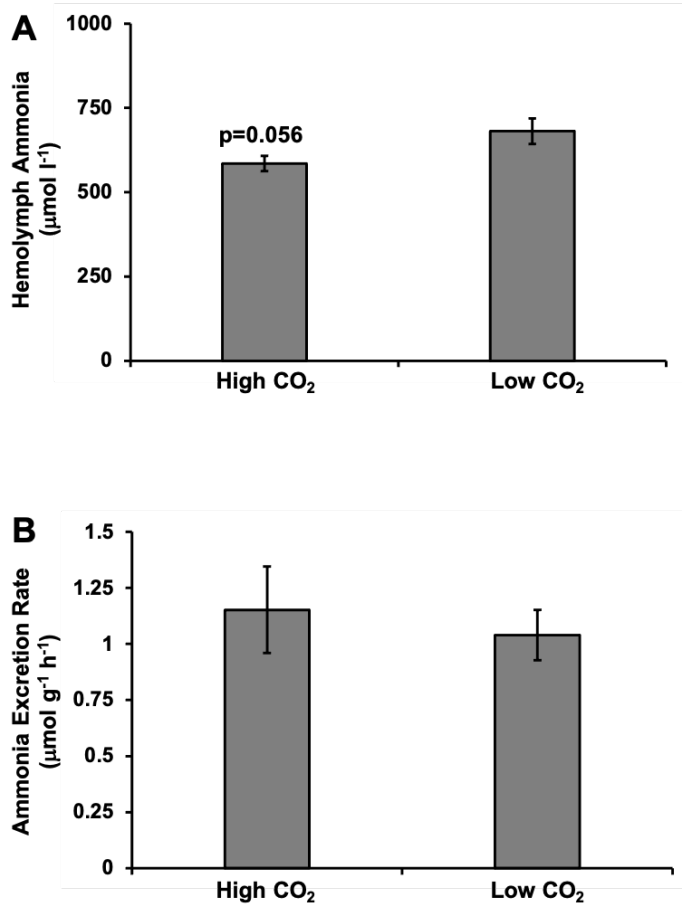 A
1000
750
500
250
0
Hemolymph Ammonia
(μmol l⁻¹)
p=0.056
High CO₂ Low CO₂
B
1.5
1.25
1
0.75
0.5
0.25
0
Ammonia Excretion Rate
(μmol g⁻¹ h⁻¹)
High CO₂ Low CO₂